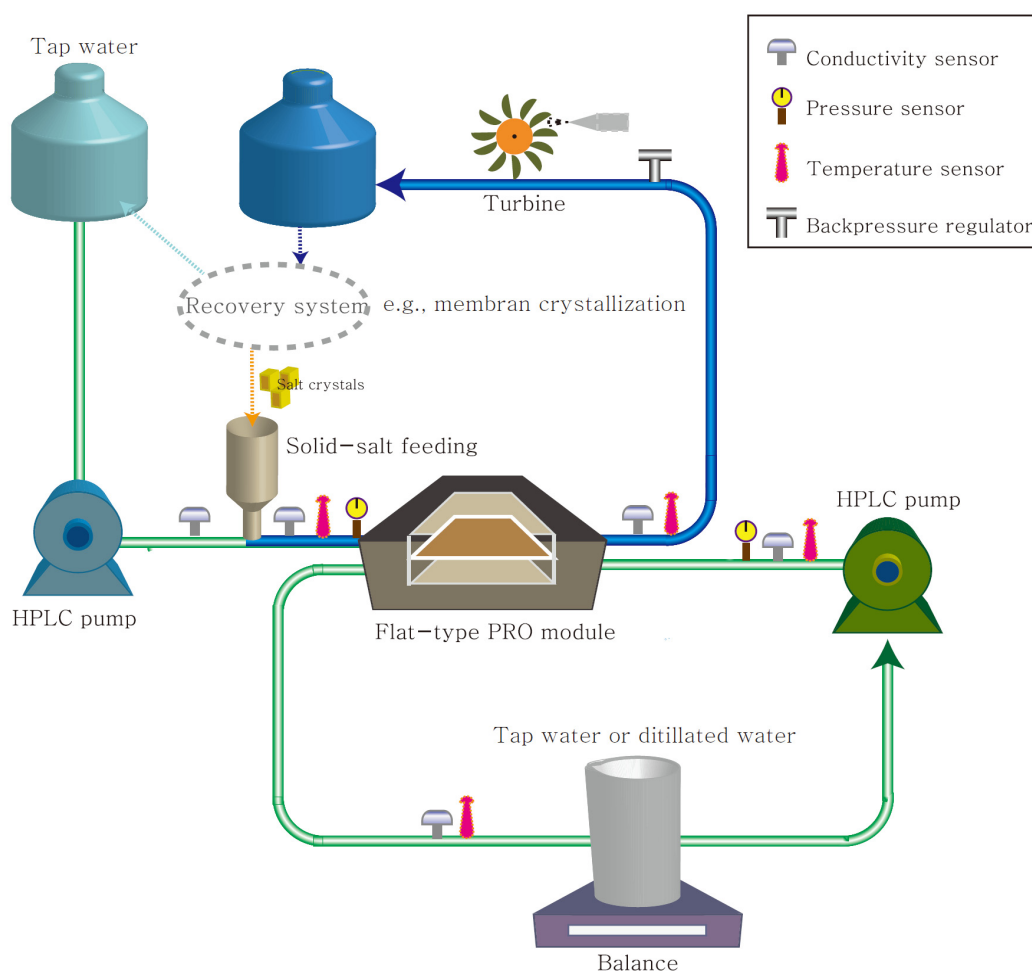 Tap water
Conductivity sensor
Pressure sensor
Temperature sensor
Backpressure regulator
Turbine
Recovery system
e.g., membran crystallization
Salt crystals
Solid-salt feeding
HPLC pump
HPLC pump
Flat-type PRO module
Tap water or ditillated water
Balance